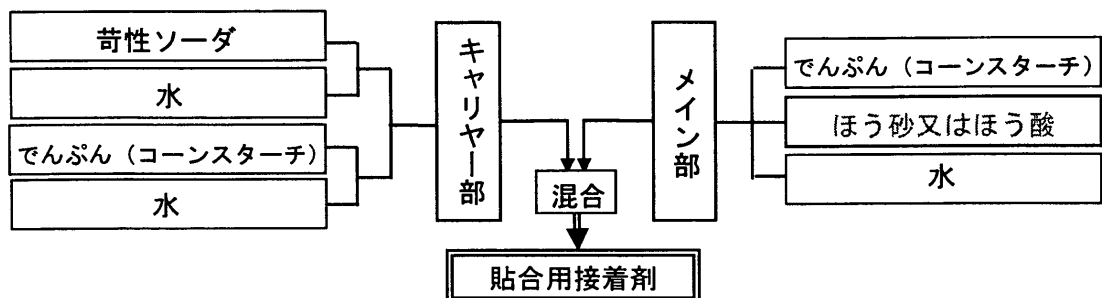 苛性ソーダ
水
でんぷん（コーンスターチ）
水
キャリヤー部
混合
メイン部
でんぷん（コーンスターチ）
ほう砂又はほう酸
水
貼合用接着剤